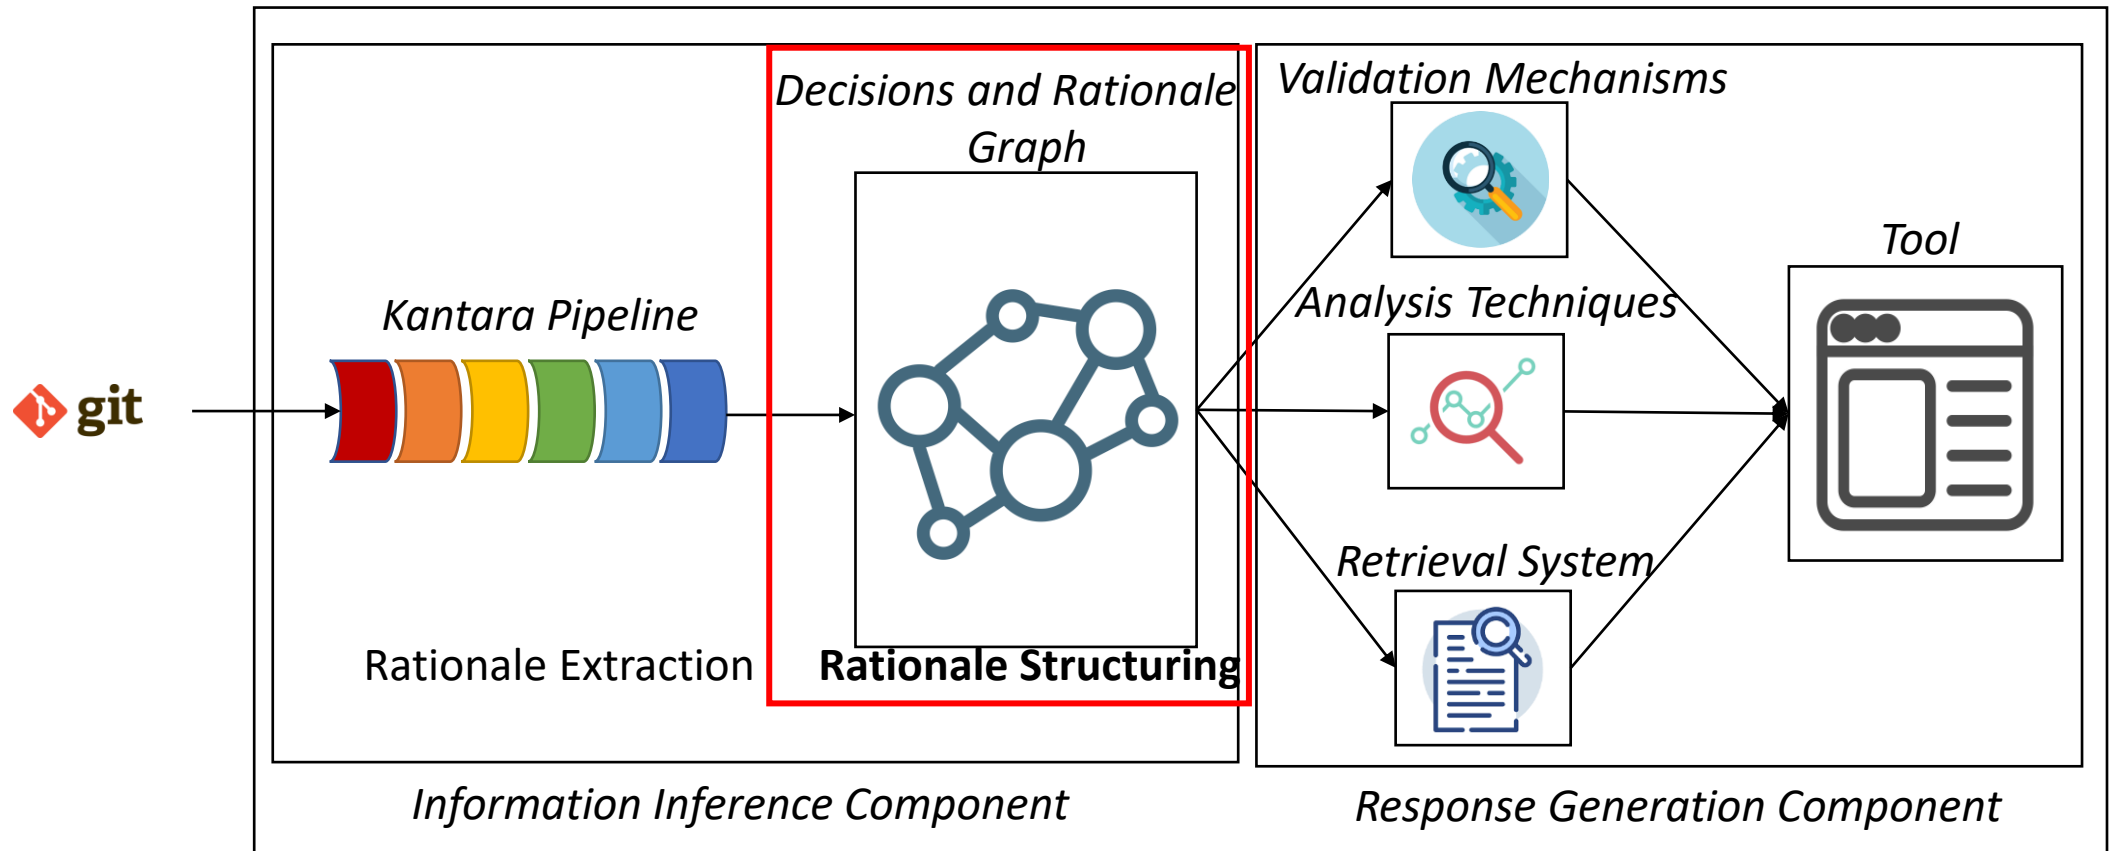 Decisions and Rationale
Graph
Validation Mechanisms
Tool
Kantara Pipeline
Analysis Techniques
git
Retrieval System
Rationale Extraction
Rationale Structuring
Information Inference Component
Response Generation Component